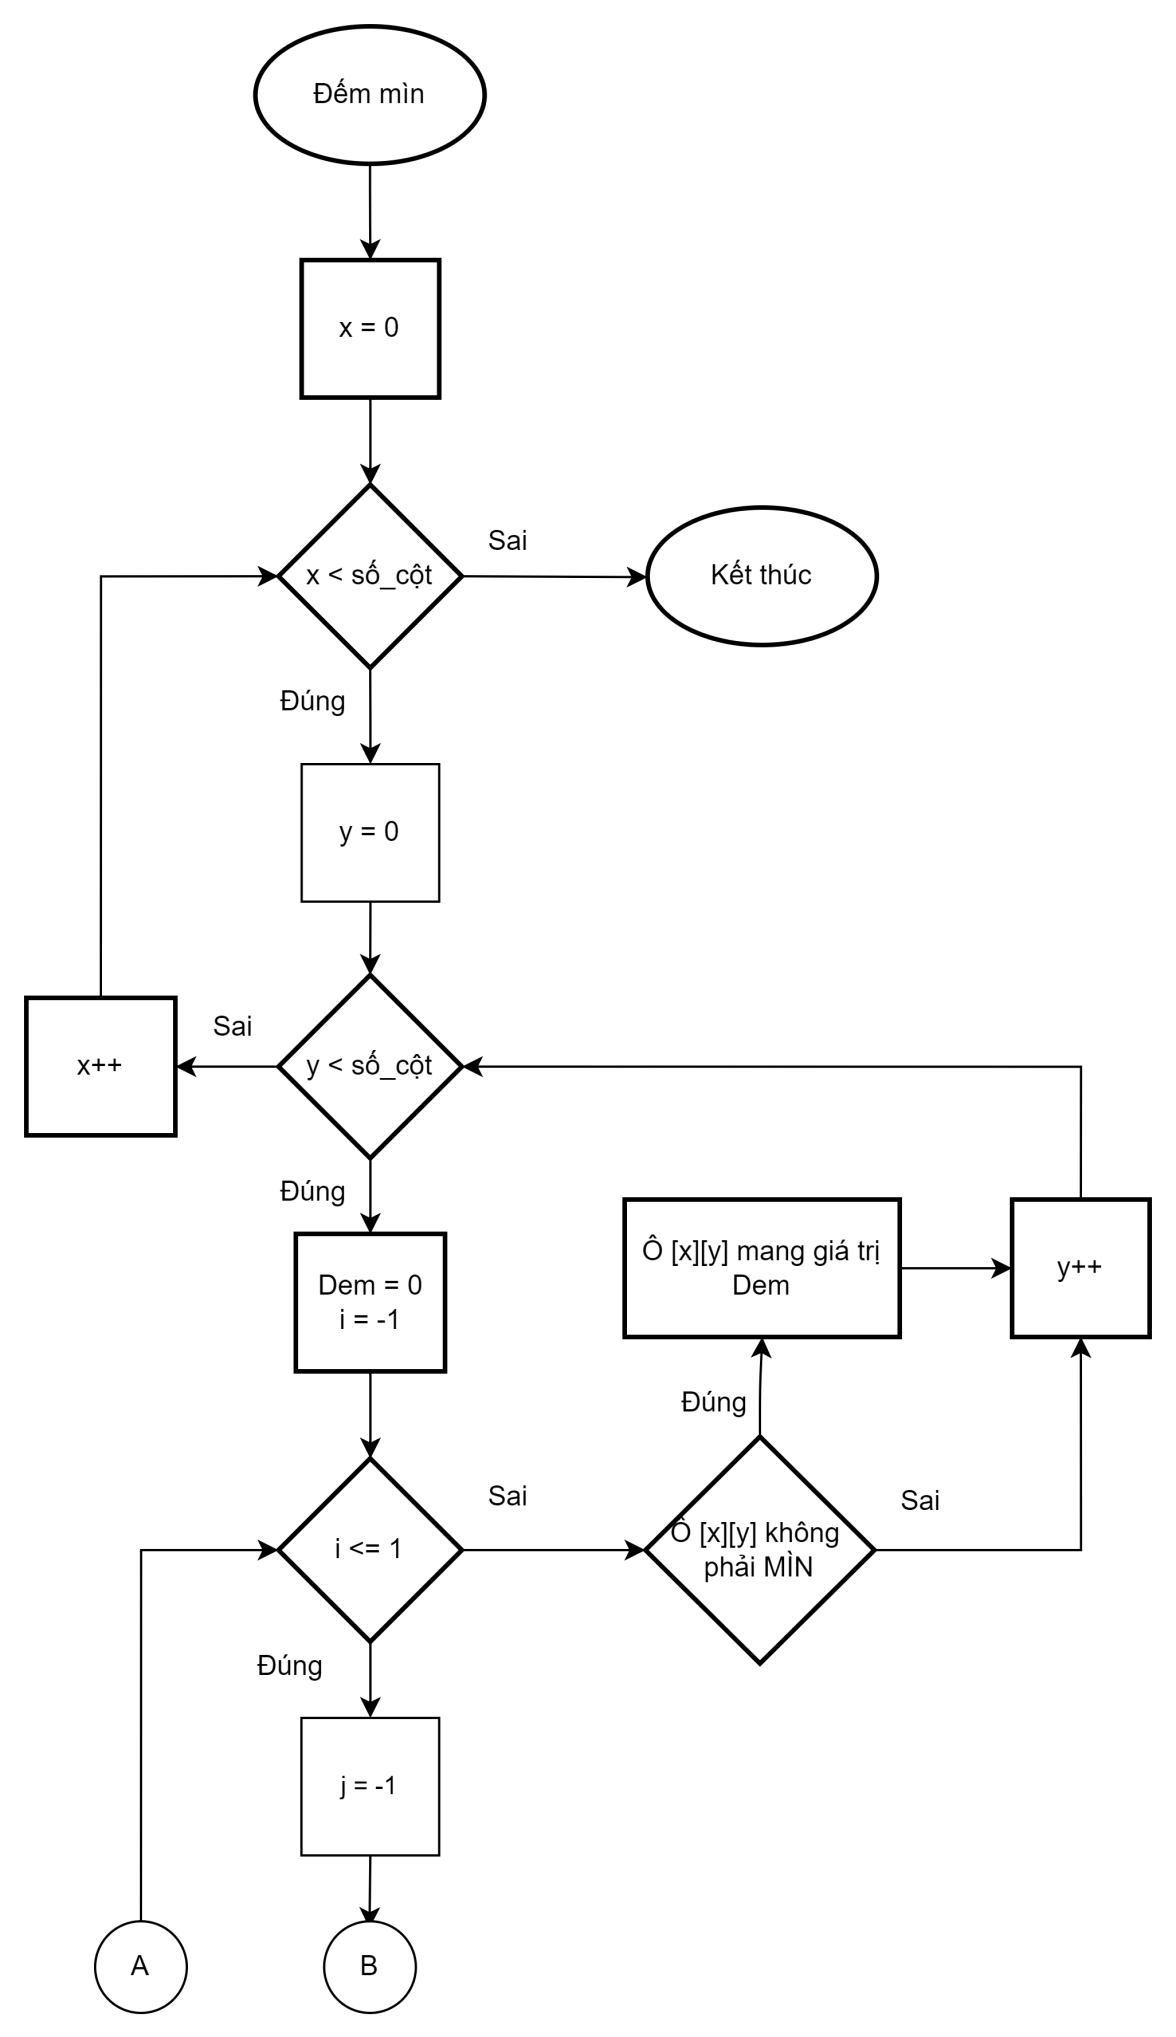 Đếm mìn
x = 0
x < số_cột
Sai
Kết thúc
Đúng
y = 0
x++
Sai
y < số_cột
Đúng
Dem = 0
i = -1
Ô [x][y] mang giá trị
Dem
y++
Đúng
i <= 1
Sai
Ô [x][y] không
phải MÌN
Sai
Đúng
j = -1
A
B